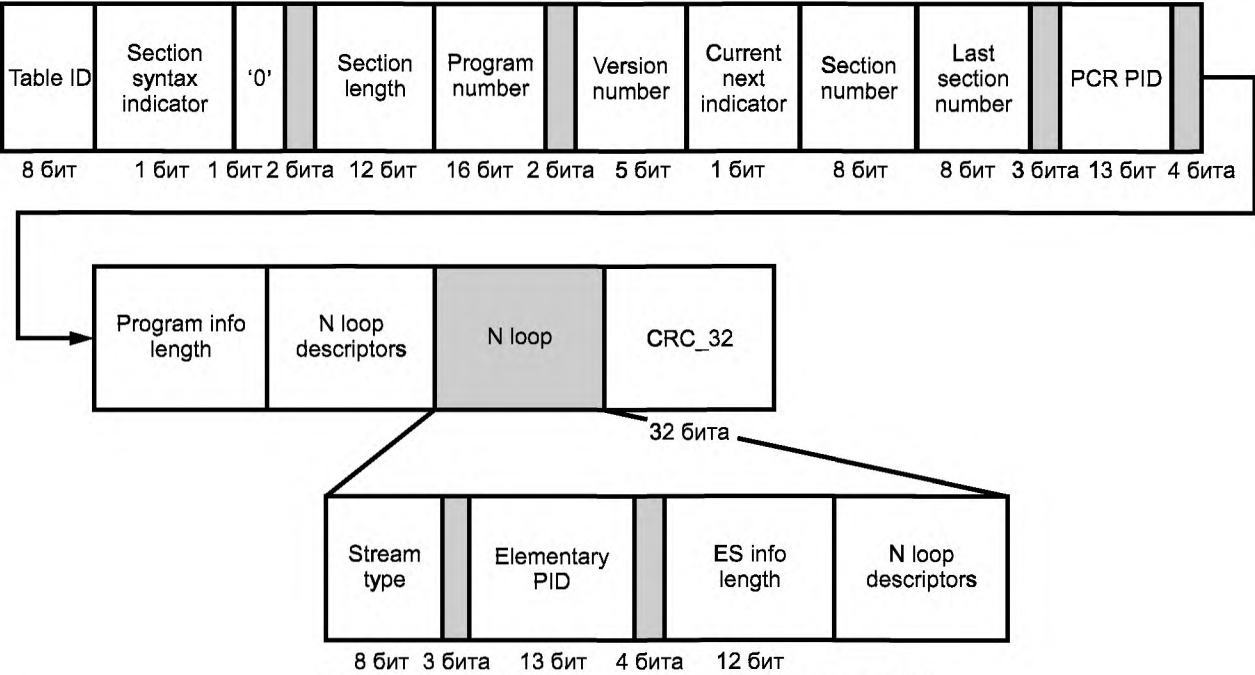 Table ID
Section
syntax
indicator
‘0’
Section
length
Program
number
Version
number
Current
next
indicator
Section
number
Last
section
number
PCR PID
8 бит 1 бит 1 бит 2 бита 12 бит 16 бит 2 бита 5 бит 1 бит 8 бит 8 бит 3 бита 13 бит 4 бита
Program info
length
N loop
descriptors
N loop
CRC_32
32 бита
Stream
type
Elementary
PID
ES info
length
N loop
descriptors
8 бит 3 бита 13 бит 4 бита 12 бит